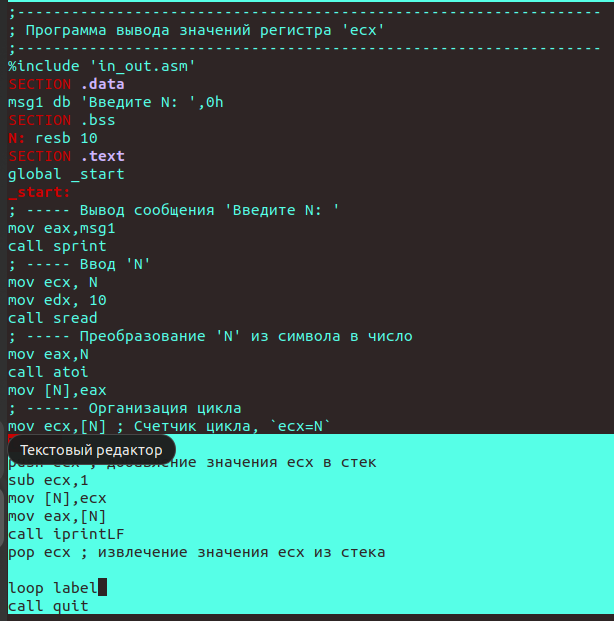 ;-----------------------------------------------------------------
; Программа вывода значений регистра 'ecx'
;-----------------------------------------------------------------
%include 'in_out.asm'
SECTION .data
msg1 db 'Введите N: ',0h
SECTION .bss
N: resb 10
SECTION .text
global _start
_start:
; ----- Вывод сообщения 'Введите N: '
mov eax,msg1
call sprint
; ----- Ввод 'N'
mov ecx, N
mov edx, 10
call sread
; ----- Преобразование 'N' из символа в число
mov eax,N
call atoi
mov [N],eax
; ------ Организация цикла
mov ecx,[N] ; Счетчик цикла, `ecx=N`
Текстовый редактор
значения ecx в стек
sub ecx,1
mov [N],ecx
mov eax,[N]
call iprintLF
pop ecx ; извлечение значения ecx из стека
loop label
call quit